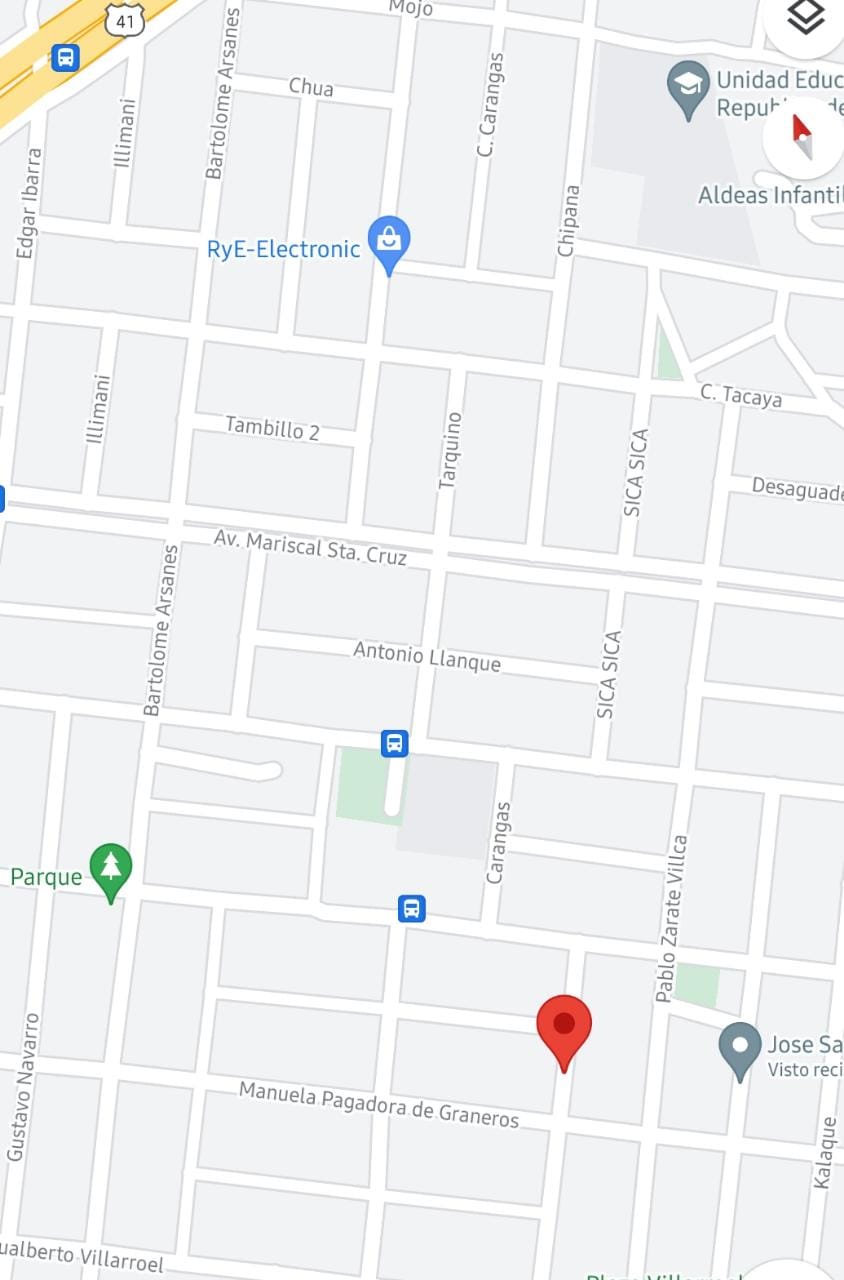 Mojo
41
Bartolome Arsanes
Chua
C. Carangas
Unidad Educ
Illimani
Edgar Ibarra
Aldeas Infantil
Chipana
RyE-Electronic
Illimani
C. Tacaya
Tambillo 2
Tarquino
SICA SICA
Desaguade
Av. Mariscal Sta. Cruz
Bartolome Arsanes
Antonio Llanque
SICA SICA
Carangas
Pablo Zarate Villca
Parque
Gustavo Navarro
Jose Sa
Visto reci
Manuela Pagadora de Graneros
Kalaque
ualberto Villarroel